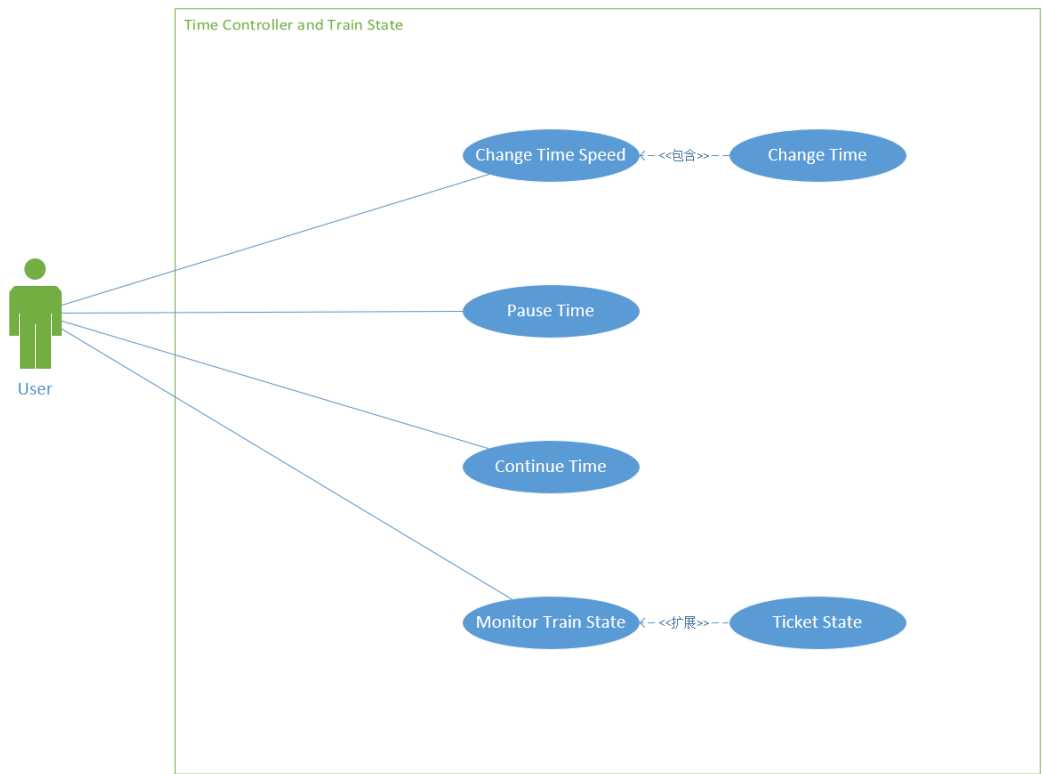 Time Controller and Train State
Change Time Speed
<<包含>>
Change Time
Pause Time
User
Continue Time
Monitor Train State
<<扩展>>
Ticket State